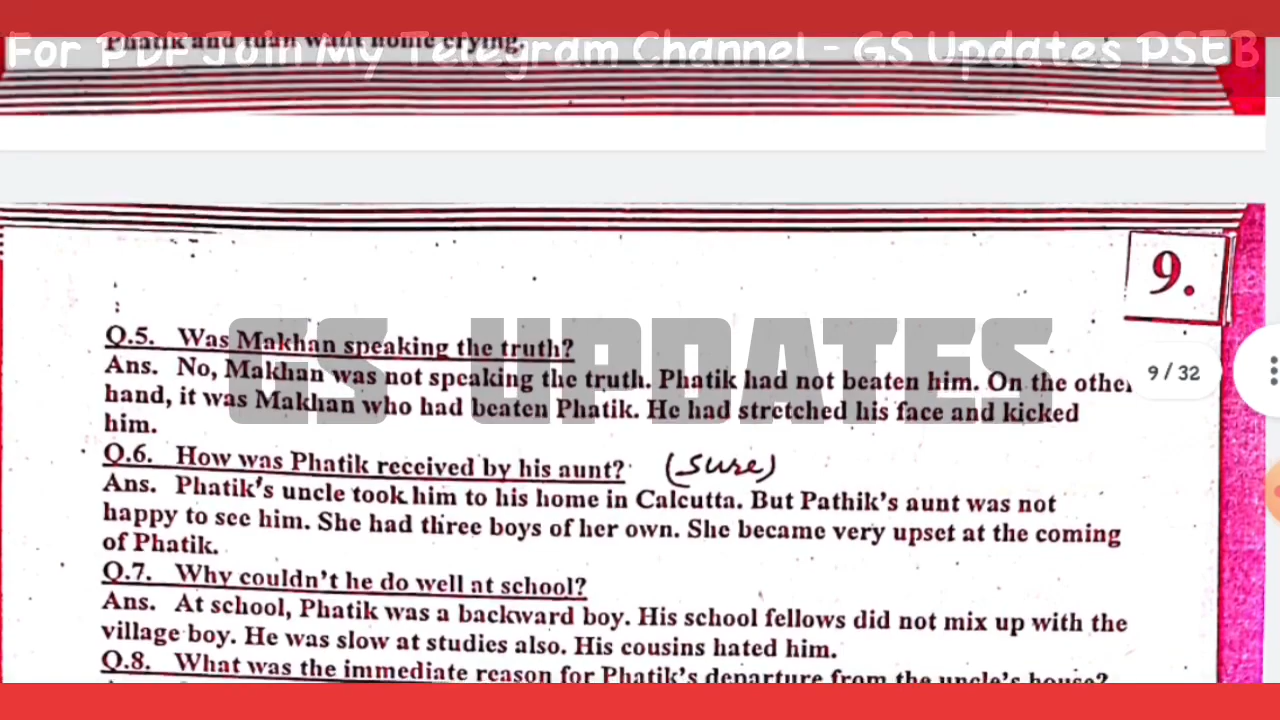 For PDF Join My Telegram Channel - GS Updates PSEB
Phatik and want home crying.
9.
GS UPDATES
Q.5. Was Makhan speaking the truth?
Ans. No, Makhan was not speaking the truth. Phatik had not beaten him. On the other
9 / 32
hand, it was Makhan who had beaten Phatik. He had stretched his face and kicked
him.
Q.6. How was Phatik received by his aunt? (Sure)
Ans. Phatik's uncle took him to his home in Calcutta. But Pathik's aunt was not
happy to see him. She had three boys of her own. She became very upset at the coming
of Phatik.
Q.7. Why couldn't he do well at school?
Ans. At school, Phatik was a backward boy. His school fellows did not mix up with the
village boy. He was slow at studies also. His cousins hated him.
Q.8. What was the immediate reason for Phatik's departure from the uncle's house?